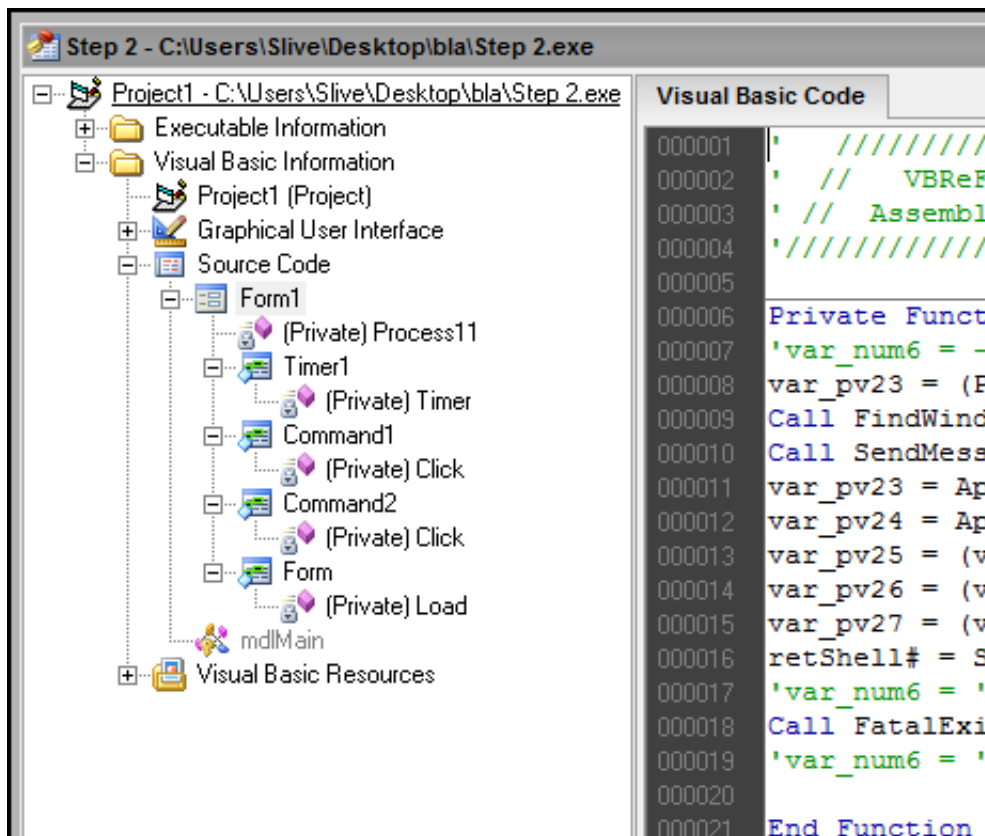 Step 2 - C:\Users\Slive\Desktop\bla\Step 2.exe
Project1 - C:\Users\Slive\Desktop\bla\Step 2.exe
Executable Information
Visual Basic Information
Project1 (Project)
Graphical User Interface
Source Code
Form1
(Private) Process11
Timer1
(Private) Timer
Command1
(Private) Click
Command2
(Private) Click
Form
(Private) Load
mdlMain
Visual Basic Resources
Visual Basic Code
000001 '   /////////
000002 '  //   VBReF
000003 ' //  Assembl
000004 '////////////
000005
000006 Private Funct
000007 'var_num6 = -
000008 var_pv23 = (P
000009 Call FindWind
000010 Call SendMess
000011 var_pv23 = Ap
000012 var_pv24 = Ap
000013 var_pv25 = (v
000014 var_pv26 = (v
000015 var_pv27 = (v
000016 retShell# = S
000017 'var_num6 = '
000018 Call FatalExi
000019 'var_num6 = '
000020
000021 End Function